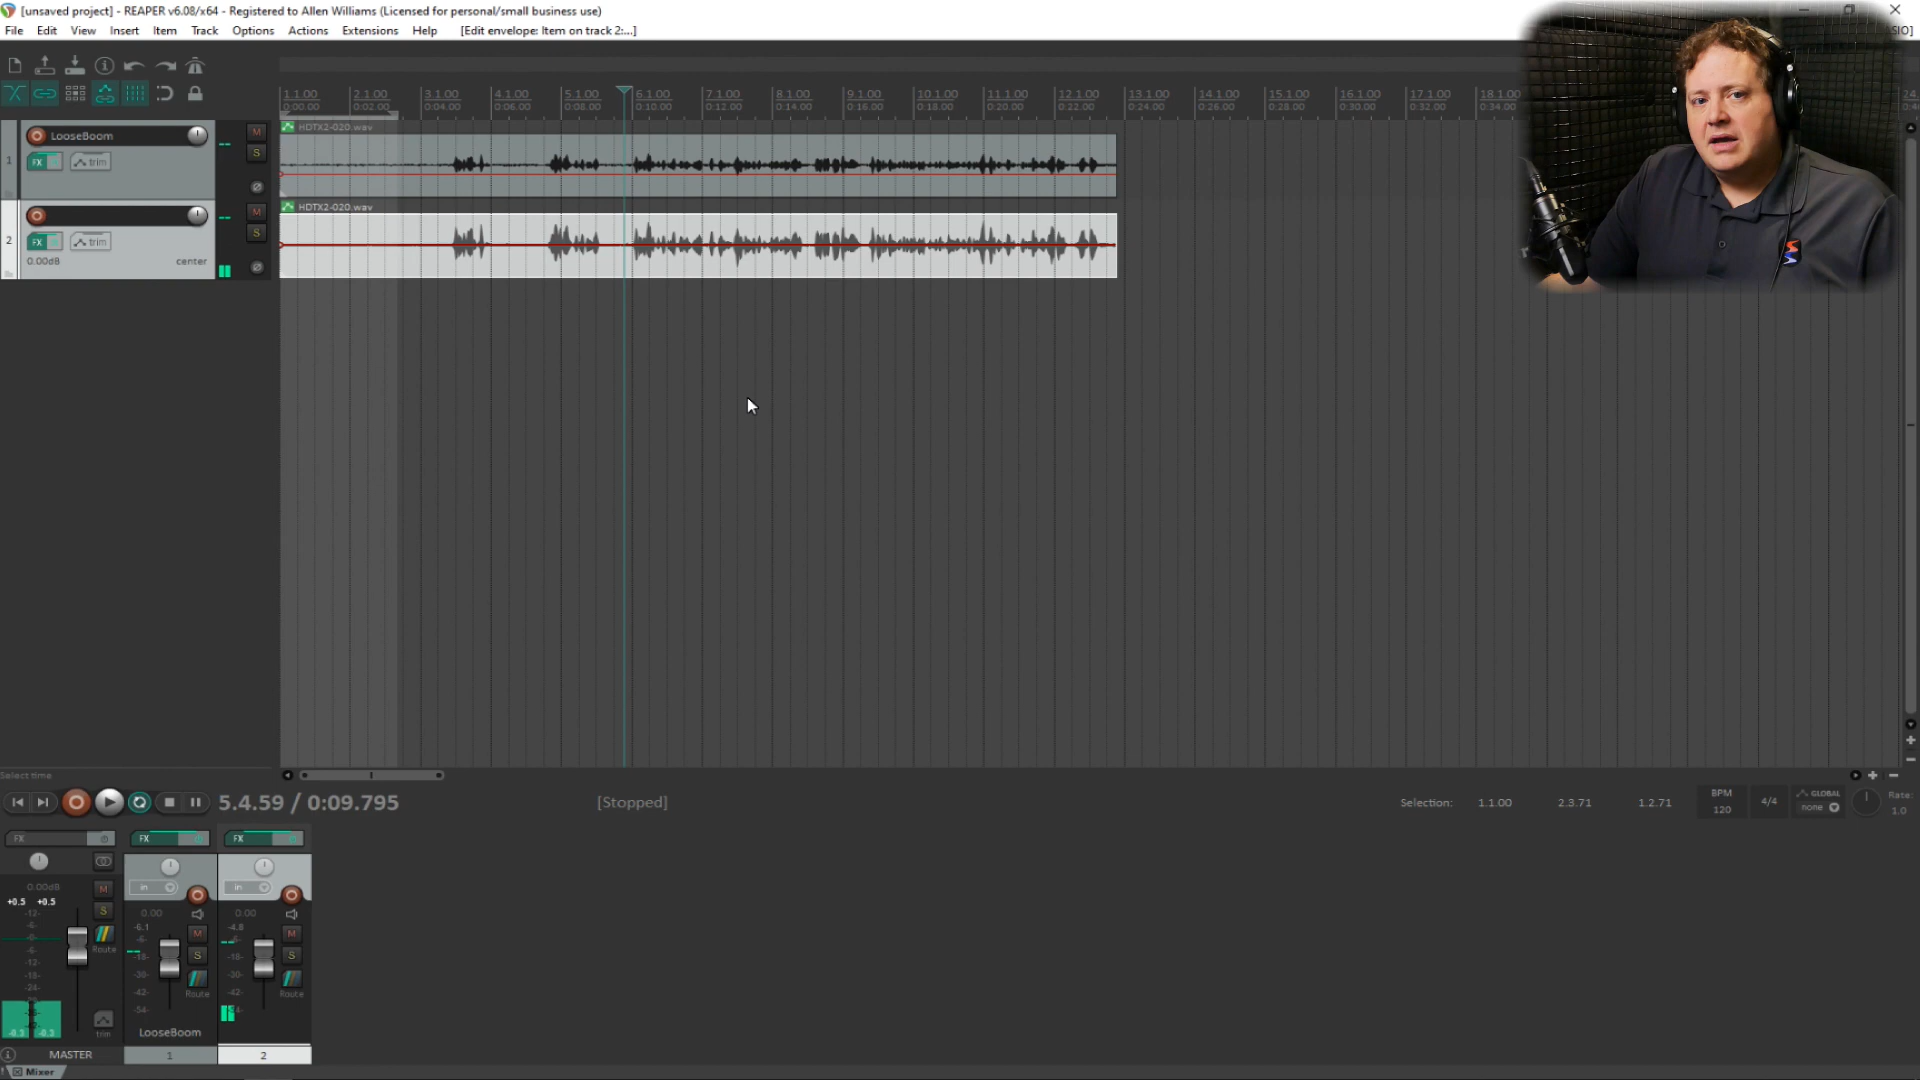 [unsaved project] - REAPER v6.08/x64 - Registered to Allen Williams (Licensed for personal/small business use)
File Edit View Insert Item Track Options Actions Extensions Help [Edit envelope: Item on track 2:...]
1.1.00 2.1.00 3.1.00 4.1.00 5.1.00 6.1.00 7.1.00 8.1.00 9.1.00 10.1.00 11.1.00 12.1.00 13.1.00 14.1.00 15.1.00 16.1.00 17.1.00 18.1.00
0:00.00 0:02.00 0:04.00 0:06.00 0:08.00 0:10.00 0:12.00 0:14.00 0:16.00 0:18.00 0:20.00 0:22.00 0:24.00 0:26.00 0:28.00 0:30.00 0:32.00 0:34.00
HDTX2-020.wav
1 LooseBoom M
FX trim S
HDTX2-020.wav
M
2 FX trim S
0.00dB center
Select time
5.4.59 / 0:09.795 [Stopped] Selection: 1.1.00 2.3.71 1.2.71 BPM 120 4/4 GLOBAL none Rate: 1.0
FX FX FX
in in
0.00dB M 0.00 0.00
+0.5 +0.5 S -6.1 M -4.8 M
-12- -6- S S
-6- -18- -18-
Route -30- -30-
-12- Route Route
-18- -42- -42-
-24- -54-
-0.3 -0.3 trim LooseBoom
MASTER 1 2
Mixer